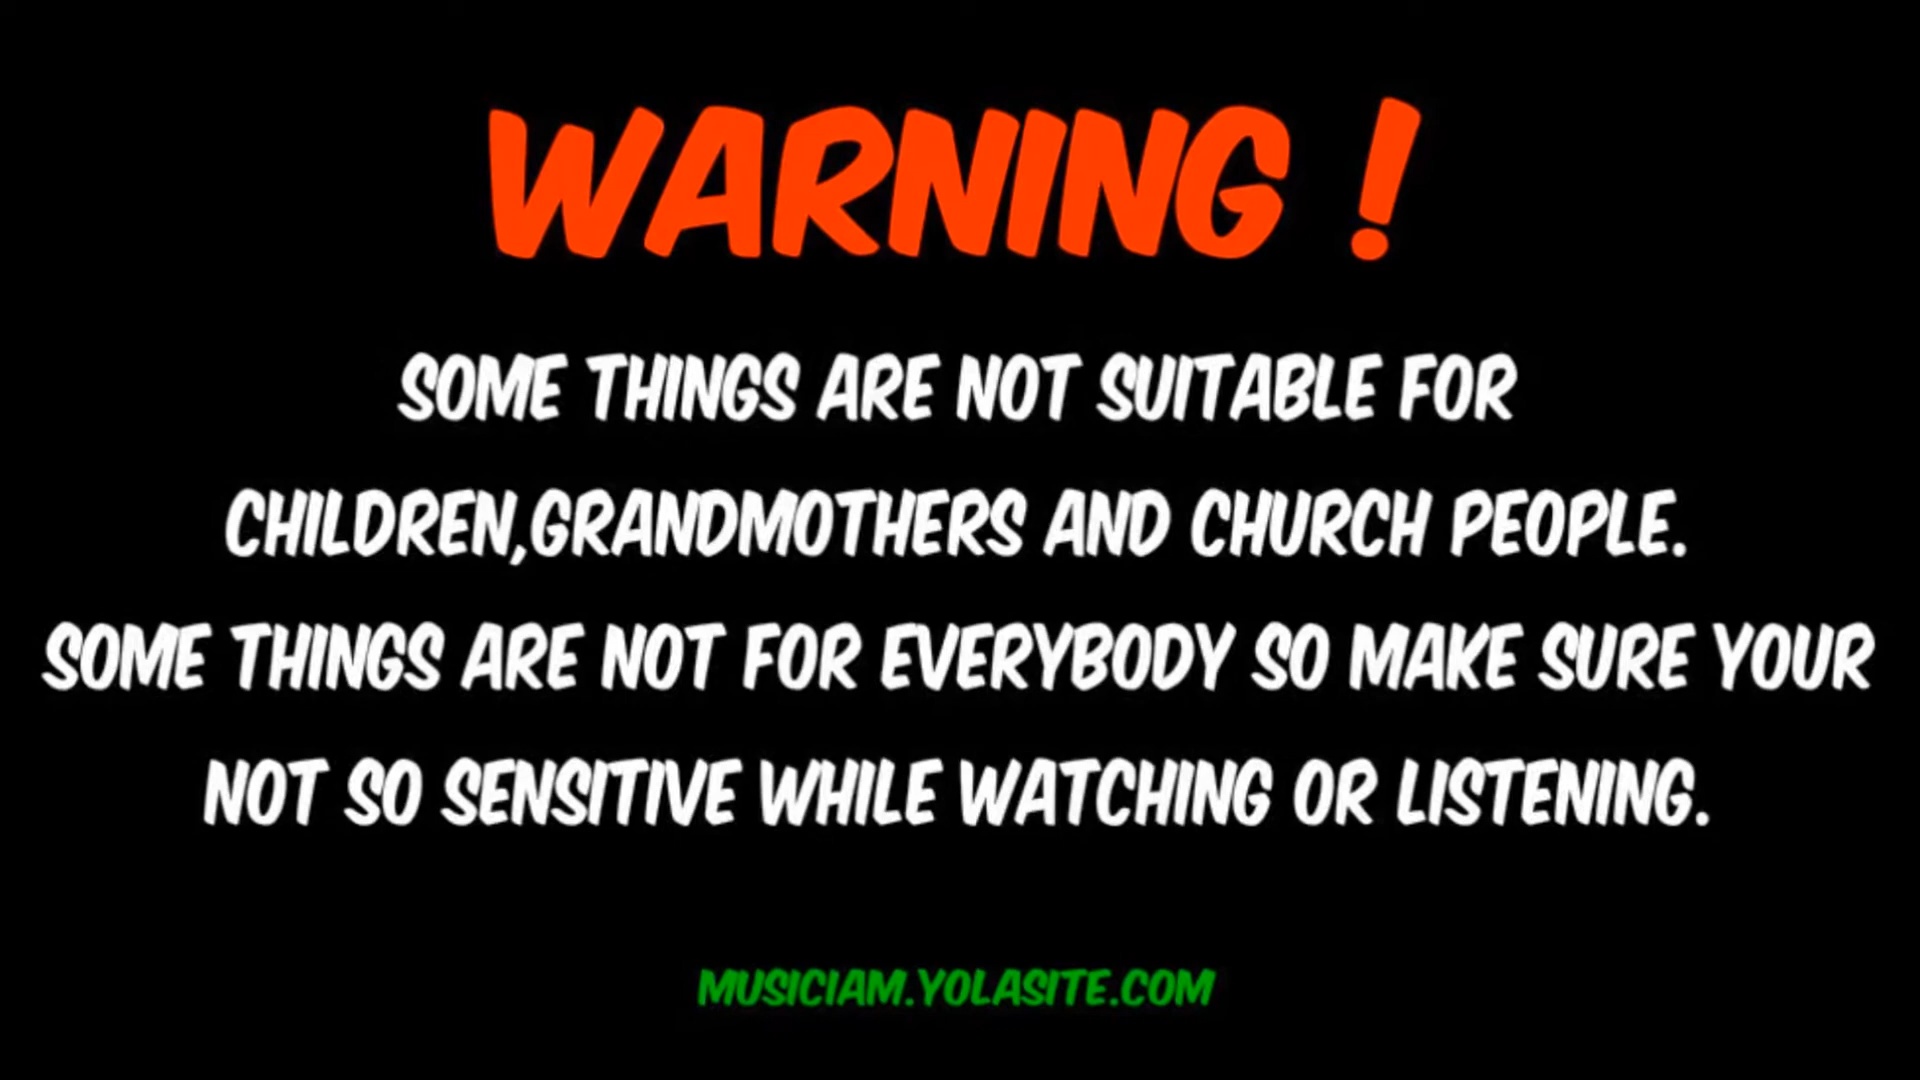 WARNING !
SOME THINGS ARE NOT SUITABLE FOR
CHILDREN,GRANDMOTHERS AND CHURCH PEOPLE.
SOME THINGS ARE NOT FOR EVERYBODY SO MAKE SURE YOUR
NOT SO SENSITIVE WHILE WATCHING OR LISTENING.
MUSICIAM.YOLASITE.COM